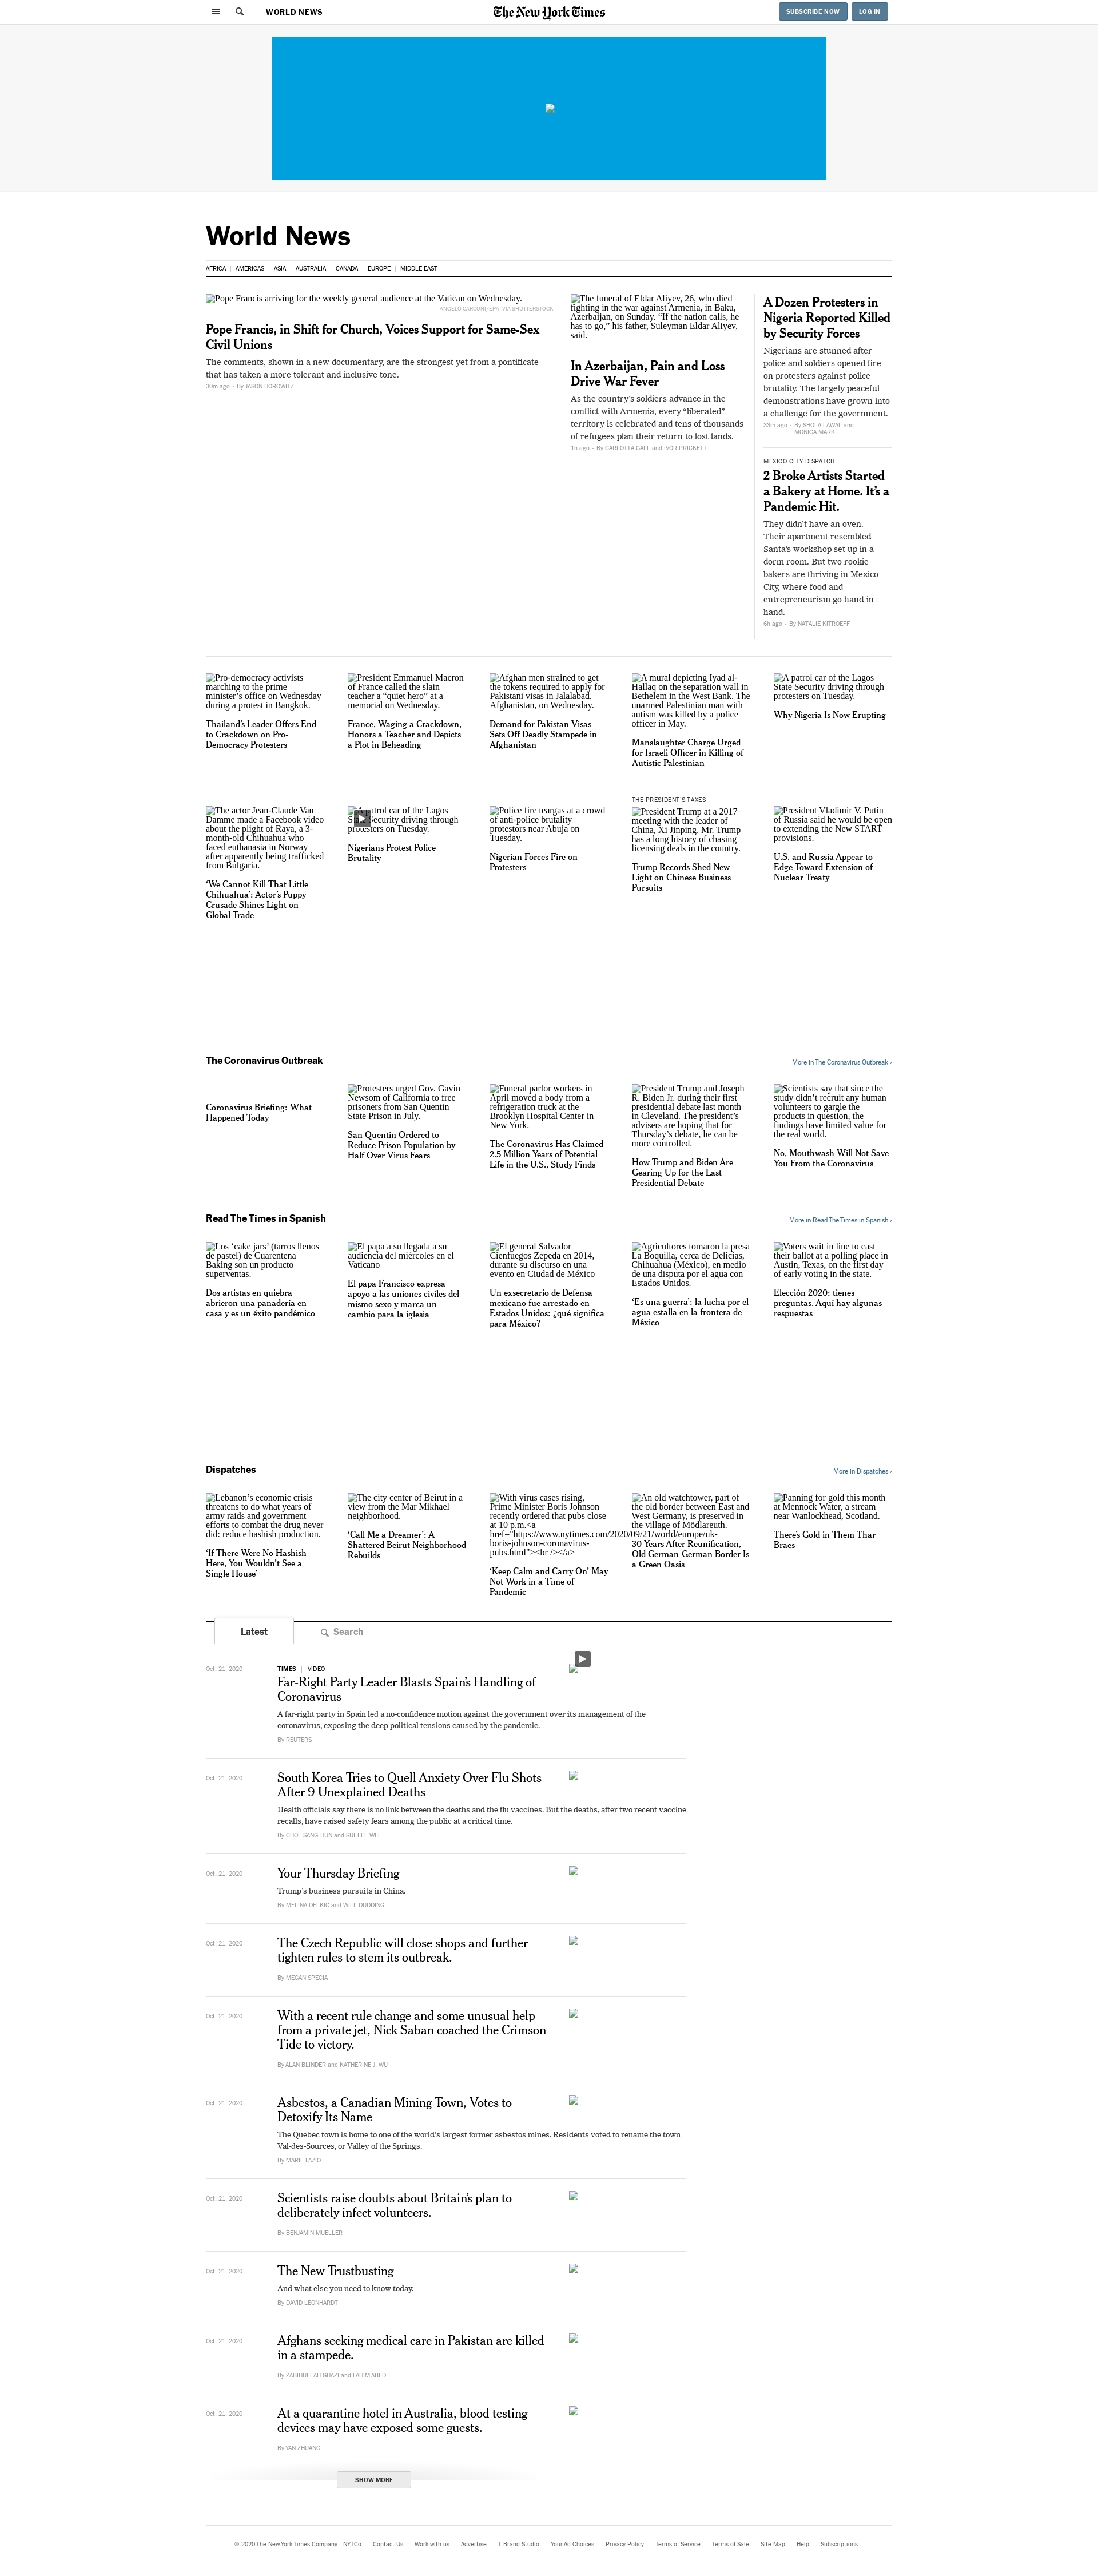 WORLD NEWS
The New York Times
SUBSCRIBE NOW
LOG IN
World News
AFRICA
AMERICAS
ASIA
AUSTRALIA
CANADA
EUROPE
MIDDLE EAST
Pope Francis arriving for the weekly general audience at the Vatican on Wednesday.
ANGELO CARCONI/EPA, VIA SHUTTERSTOCK
Pope Francis, in Shift for Church, Voices Support for Same-Sex
Civil Unions
The comments, shown in a new documentary, are the strongest yet from a pontificate
that has taken a more tolerant and inclusive tone.
30m ago - By JASON HOROWITZ
The funeral of Eldar Aliyev, 26, who died
fighting in the war against Armenia, in Baku,
Azerbaijan, on Sunday. “If the nation calls, he
has to go,” his father, Suleyman Eldar Aliyev,
said.
In Azerbaijan, Pain and Loss
Drive War Fever
As the country’s soldiers advance in the
conflict with Armenia, every “liberated”
territory is celebrated and tens of thousands
of refugees plan their return to lost lands.
1h ago - By CARLOTTA GALL and IVOR PRICKETT
A Dozen Protesters in
Nigeria Reported Killed
by Security Forces
Nigerians are stunned after
police and soldiers opened fire
on protesters against police
brutality. The largely peaceful
demonstrations have grown into
a challenge for the government.
33m ago - By SHOLA LAWAL and
MONICA MARK
MEXICO CITY DISPATCH
2 Broke Artists Started
a Bakery at Home. It’s a
Pandemic Hit.
They didn’t have an oven.
Their apartment resembled
Santa’s workshop set up in a
dorm room. But two rookie
bakers are thriving in Mexico
City, where food and
entrepreneurism go hand-in-
hand.
6h ago - By NATALIE KITROEFF
Pro-democracy activists
marching to the prime
minister’s office on Wednesday
during a protest in Bangkok.
Thailand’s Leader Offers End
to Crackdown on Pro-
Democracy Protesters
President Emmanuel Macron
of France called the slain
teacher a “quiet hero” at a
memorial on Wednesday.
France, Waging a Crackdown,
Honors a Teacher and Depicts
a Plot in Beheading
Afghan men strained to get
the tokens required to apply for
Pakistani visas in Jalalabad,
Afghanistan, on Wednesday.
Demand for Pakistan Visas
Sets Off Deadly Stampede in
Afghanistan
A mural depicting Iyad al-
Hallaq on the separation wall in
Bethelem in the West Bank. The
unarmed Palestinian man with
autism was killed by a police
officer in May.
Manslaughter Charge Urged
for Israeli Officer in Killing of
Autistic Palestinian
A patrol car of the Lagos
State Security driving through
protesters on Tuesday.
Why Nigeria Is Now Erupting
The actor Jean-Claude Van
Damme made a Facebook video
about the plight of Raya, a 3-
month-old Chihuahua who
faced euthanasia in Norway
after apparently being trafficked
from Bulgaria.
‘We Cannot Kill That Little
Chihuahua’: Actor’s Puppy
Crusade Shines Light on
Global Trade
patrol car of the Lagos
Security driving through
protesters on Tuesday.
Nigerians Protest Police
Brutality
Police fire teargas at a crowd
of anti-police brutality
protestors near Abuja on
Tuesday.
Nigerian Forces Fire on
Protesters
THE PRESIDENT’S TAXES
President Trump at a 2017
meeting with the leader of
China, Xi Jinping. Mr. Trump
has a long history of chasing
licensing deals in the country.
Trump Records Shed New
Light on Chinese Business
Pursuits
President Vladimir V. Putin
of Russia said he would be open
to extending the New START
provisions.
U.S. and Russia Appear to
Edge Toward Extension of
Nuclear Treaty
The Coronavirus Outbreak
More in The Coronavirus Outbreak ›
Coronavirus Briefing: What
Happened Today
Protesters urged Gov. Gavin
Newsom of California to free
prisoners from San Quentin
State Prison in July.
San Quentin Ordered to
Reduce Prison Population by
Half Over Virus Fears
Funeral parlor workers in
April moved a body from a
refrigeration truck at the
Brooklyn Hospital Center in
New York.
The Coronavirus Has Claimed
2.5 Million Years of Potential
Life in the U.S., Study Finds
President Trump and Joseph
R. Biden Jr. during their first
presidential debate last month
in Cleveland. The president’s
advisers are hoping that for
Thursday’s debate, he can be
more controlled.
How Trump and Biden Are
Gearing Up for the Last
Presidential Debate
Scientists say that since the
study didn’t recruit any human
volunteers to gargle the
products in question, the
findings have limited value for
the real world.
No, Mouthwash Will Not Save
You From the Coronavirus
Read The Times in Spanish
More in Read The Times in Spanish ›
Los ‘cake jars’ (tarros llenos
de pastel) de Cuarentena
Baking son un producto
superventas.
Dos artistas en quiebra
abrieron una panadería en
casa y es un éxito pandémico
El papa a su llegada a su
audiencia del miércoles en el
Vaticano
El papa Francisco expresa
apoyo a las uniones civiles del
mismo sexo y marca un
cambio para la iglesia
El general Salvador
Cienfuegos Zepeda en 2014,
durante su discurso en una
evento en Ciudad de México
Un exsecretario de Defensa
mexicano fue arrestado en
Estados Unidos: ¿qué significa
para México?
Agricultores tomaron la presa
La Boquilla, cerca de Delicias,
Chihuahua (México), en medio
de una disputa por el agua con
Estados Unidos.
‘Es una guerra’: la lucha por el
agua estalla en la frontera de
México
Voters wait in line to cast
their ballot at a polling place in
Austin, Texas, on the first day
of early voting in the state.
Elección 2020: tienes
preguntas. Aquí hay algunas
respuestas
Dispatches
More in Dispatches ›
Lebanon’s economic crisis
threatens to do what years of
army raids and government
efforts to combat the drug never
did: reduce hashish production.
‘If There Were No Hashish
Here, You Wouldn’t See a
Single House’
The city center of Beirut in a
view from the Mar Mikhael
neighborhood.
‘Call Me a Dreamer’: A
Shattered Beirut Neighborhood
Rebuilds
With virus cases rising,
Prime Minister Boris Johnson
recently ordered that pubs close
at 10 p.m.<a
href="https://www.nytimes.com/2020/09/21/world/europe/uk-
boris-johnson-coronavirus-
pubs.html"><br /></a>
‘Keep Calm and Carry On’ May
Not Work in a Time of
Pandemic
An old watchtower, part of
the old border between East and
West Germany, is preserved in
the village of Mödlareuth.
30 Years After Reunification,
Old German-German Border Is
a Green Oasis
Panning for gold this month
at Mennock Water, a stream
near Wanlockhead, Scotland.
There’s Gold in Them Thar
Braes
Latest
Search
Oct. 21, 2020
TIMES | VIDEO
Far-Right Party Leader Blasts Spain’s Handling of
Coronavirus
A far-right party in Spain led a no-confidence motion against the government over its management of the
coronavirus, exposing the deep political tensions caused by the pandemic.
By REUTERS
Oct. 21, 2020
South Korea Tries to Quell Anxiety Over Flu Shots
After 9 Unexplained Deaths
Health officials say there is no link between the deaths and the flu vaccines. But the deaths, after two recent vaccine
recalls, have raised safety fears among the public at a critical time.
By CHOE SANG-HUN and SUI-LEE WEE
Oct. 21, 2020
Your Thursday Briefing
Trump’s business pursuits in China.
By MELINA DELKIC and WILL DUDDING
Oct. 21, 2020
The Czech Republic will close shops and further
tighten rules to stem its outbreak.
By MEGAN SPECIA
Oct. 21, 2020
With a recent rule change and some unusual help
from a private jet, Nick Saban coached the Crimson
Tide to victory.
By ALAN BLINDER and KATHERINE J. WU
Oct. 21, 2020
Asbestos, a Canadian Mining Town, Votes to
Detoxify Its Name
The Quebec town is home to one of the world’s largest former asbestos mines. Residents voted to rename the town
Val-des-Sources, or Valley of the Springs.
By MARIE FAZIO
Oct. 21, 2020
Scientists raise doubts about Britain’s plan to
deliberately infect volunteers.
By BENJAMIN MUELLER
Oct. 21, 2020
The New Trustbusting
And what else you need to know today.
By DAVID LEONHARDT
Oct. 21, 2020
Afghans seeking medical care in Pakistan are killed
in a stampede.
By ZABIHULLAH GHAZI and FAHIM ABED
Oct. 21, 2020
At a quarantine hotel in Australia, blood testing
devices may have exposed some guests.
By YAN ZHUANG
SHOW MORE
© 2020 The New York Times Company NYTCo Contact Us Work with us Advertise T Brand Studio Your Ad Choices Privacy Policy Terms of Service Terms of Sale Site Map Help Subscriptions